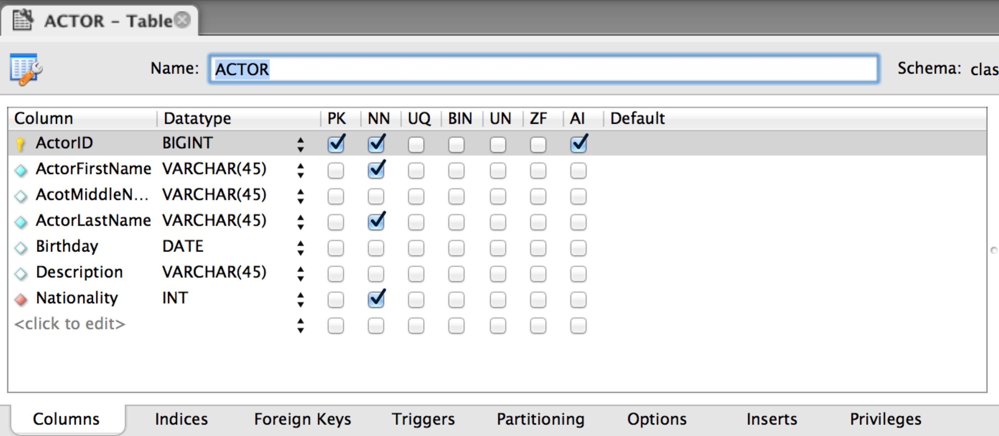 ACTOR - Table
Name: ACTOR Schema: clas
Column Datatype PK NN UQ BIN UN ZF AI Default
ActorID BIGINT
ActorFirstName VARCHAR(45)
AcotMiddleN... VARCHAR(45)
ActorLastName VARCHAR(45)
Birthday DATE
Description VARCHAR(45)
Nationality INT
<click to edit>
Columns Indices Foreign Keys Triggers Partitioning Options Inserts Privileges